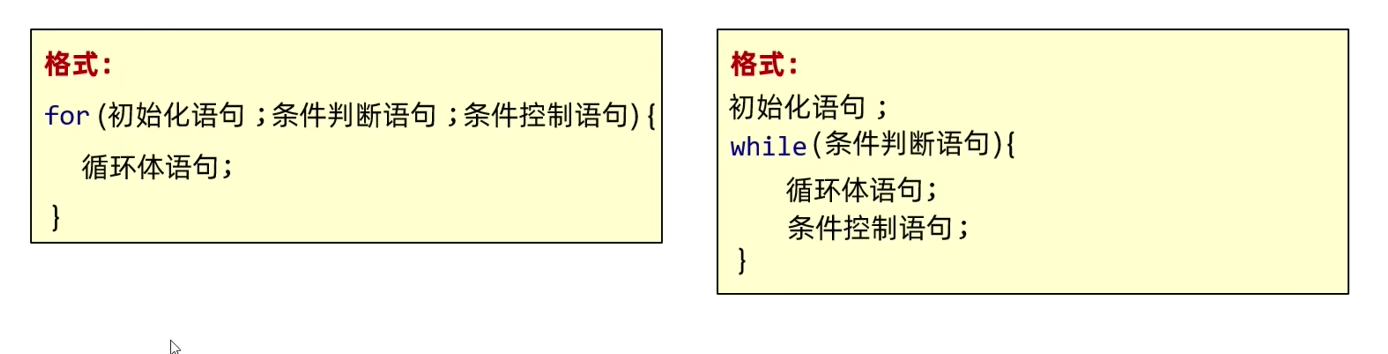 格式:
for (初始化语句 ;条件判断语句 ;条件控制语句) {
循环体语句;
}
格式:
初始化语句 ;
while (条件判断语句){
循环体语句;
条件控制语句;
}